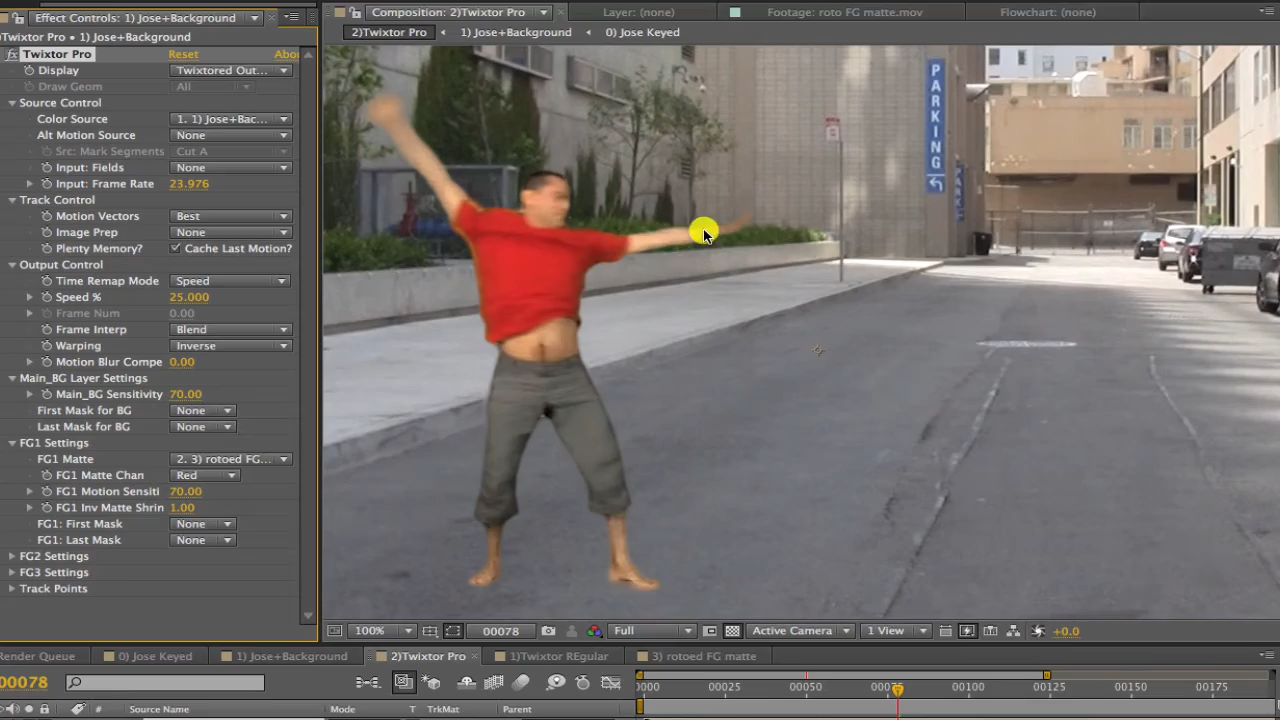 Effect Controls: 1) Jose+Background
Composition: 2)Twixtor Pro
Layer: (none)
Footage: roto FG matte.mov
Flowchart: (none)
Twixtor Pro • 1) Jose+Background
2)Twixtor Pro
1) Jose+Background
0) Jose Keyed
Twixtor Pro Reset Abou
Display Twixtored Out...
Draw Geom All
Source Control
Color Source 1. 1) Jose+Bac...
Alt Motion Source None
Src: Mark Segments Cut A
Input: Fields None
Input: Frame Rate 23.976
Track Control
Motion Vectors Best
Image Prep None
Plenty Memory? Cache Last Motion?
Output Control
Time Remap Mode Speed
Speed % 25.000
Frame Num 0.00
Frame Interp Blend
Warping Inverse
Motion Blur Compe 0.00
Main_BG Layer Settings
Main_BG Sensitivity 70.00
First Mask for BG None
Last Mask for BG None
FG1 Settings
FG1 Matte 2. 3) rotoed FG...
FG1 Matte Chan Red
FG1 Motion Sensiti 70.00
FG1 Inv Matte Shrin 1.00
FG1: First Mask None
FG1: Last Mask None
FG2 Settings
FG3 Settings
Track Points
PARKING
PARK
100% 00078 Full Active Camera 1 View +0.0
Render Queue 0) Jose Keyed 1) Jose+Background 2)Twixtor Pro 1)Twixtor REgular 3) rotoed FG matte
00078
0000 00025 00050 00075 00100 00125 00150 00175
# Source Name Mode T TrkMat Parent